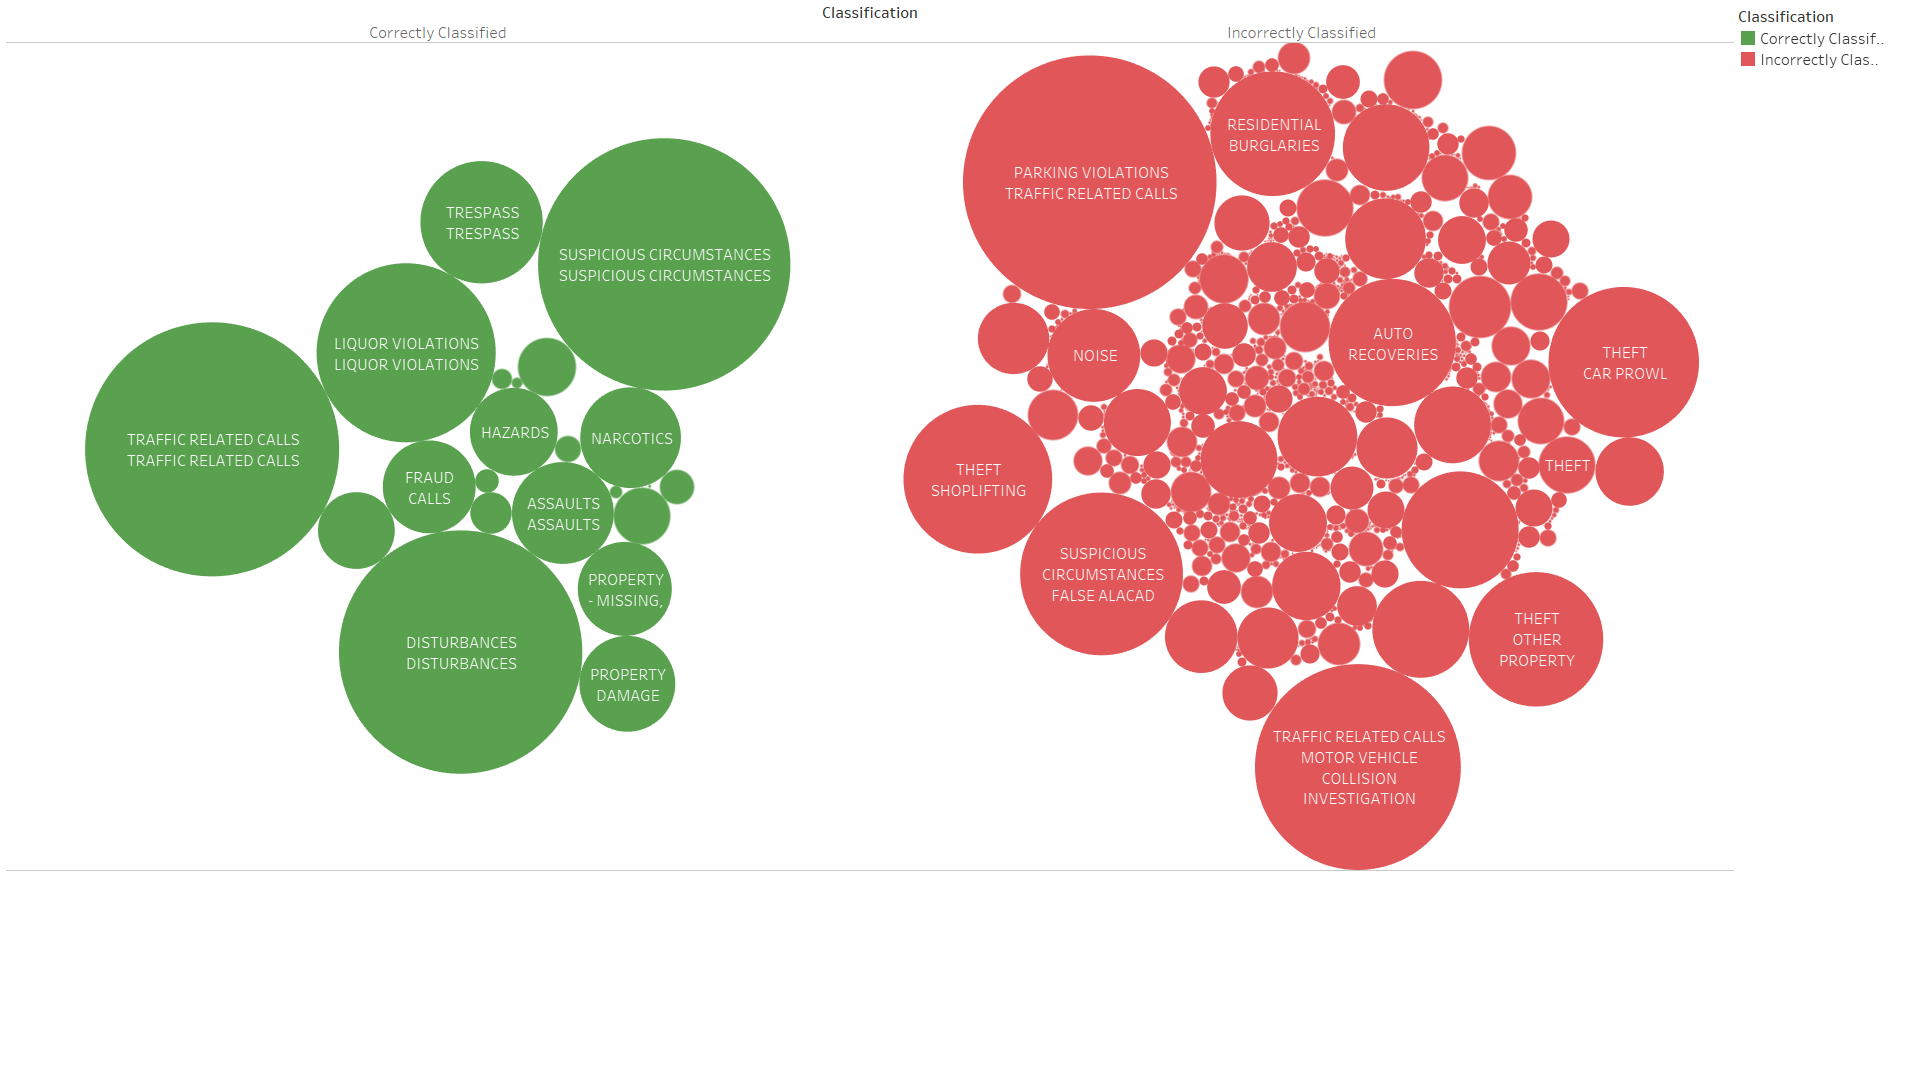 Classification
Correctly Classified
Incorrectly Classified
Classification
Correctly Classif..
Incorrectly Clas..
TRESPASS
TRESPASS
SUSPICIOUS CIRCUMSTANCES
SUSPICIOUS CIRCUMSTANCES
LIQUOR VIOLATIONS
LIQUOR VIOLATIONS
TRAFFIC RELATED CALLS
TRAFFIC RELATED CALLS
HAZARDS
NARCOTICS
FRAUD
CALLS
ASSAULTS
ASSAULTS
PROPERTY
- MISSING,
DISTURBANCES
DISTURBANCES
PROPERTY
DAMAGE
PARKING VIOLATIONS
TRAFFIC RELATED CALLS
RESIDENTIAL
BURGLARIES
NOISE
AUTO
RECOVERIES
THEFT
CAR PROWL
THEFT
SHOPLIFTING
THEFT
SUSPICIOUS
CIRCUMSTANCES
FALSE ALACAD
THEFT
OTHER
PROPERTY
TRAFFIC RELATED CALLS
MOTOR VEHICLE
COLLISION
INVESTIGATION